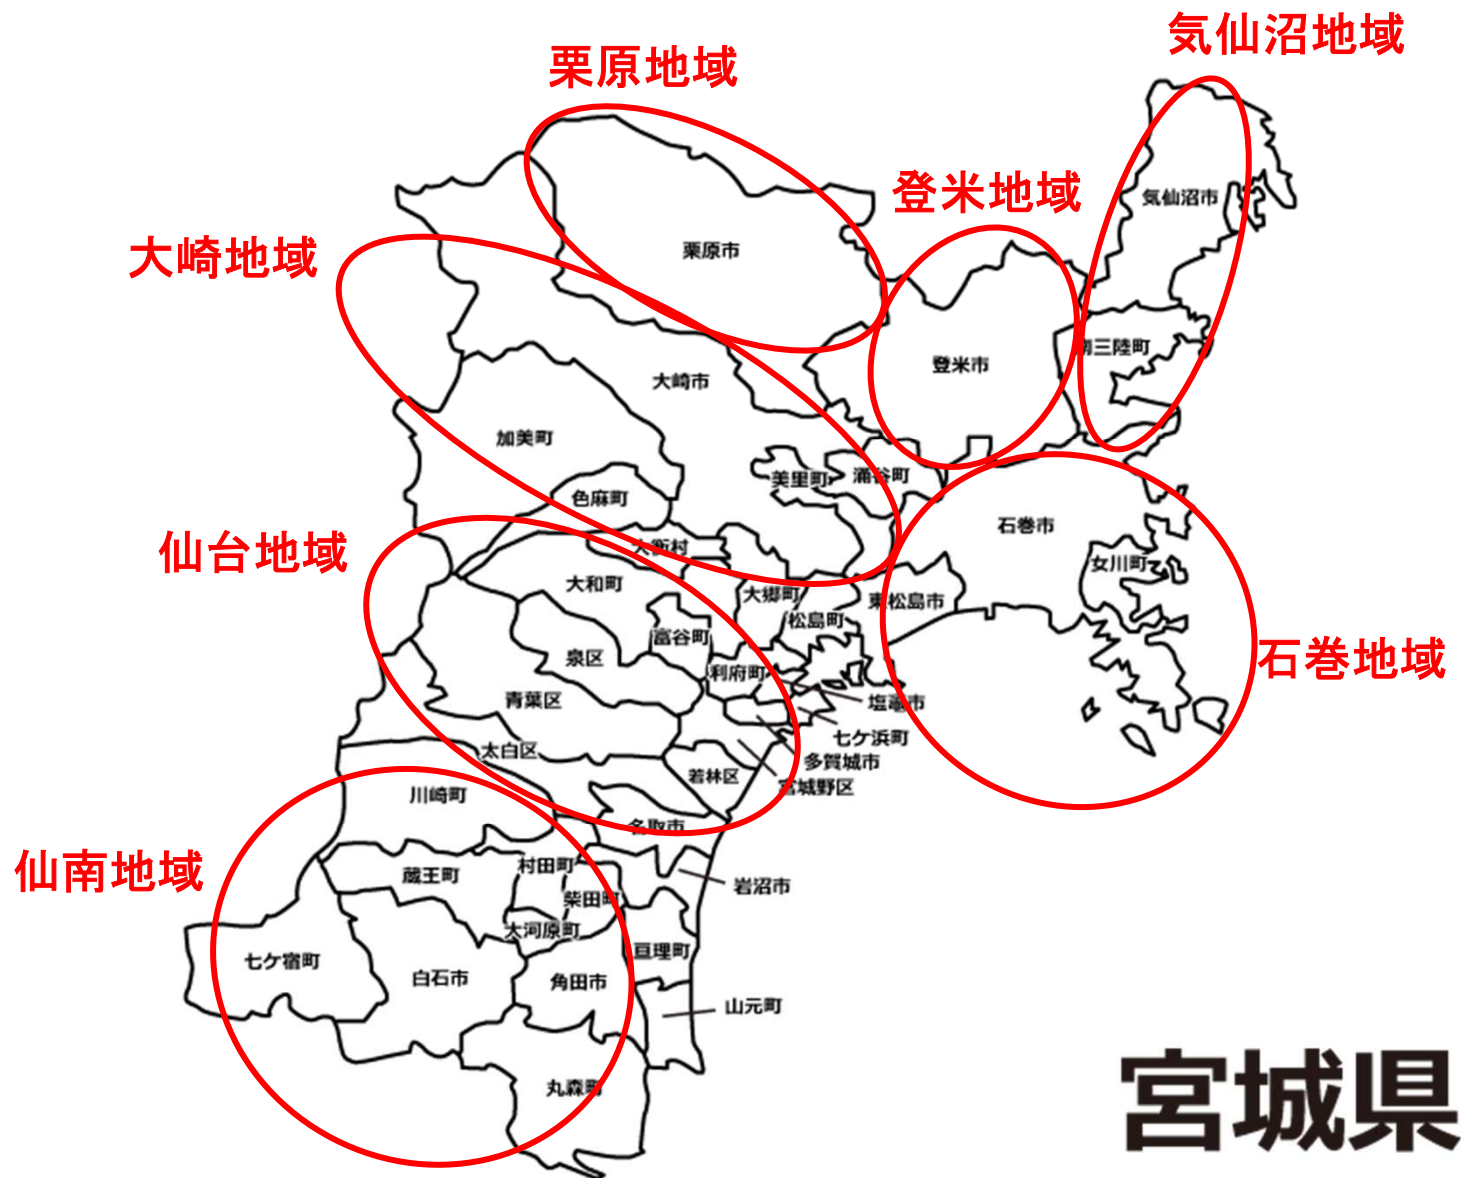 気仙沼地域
栗原地域
登米地域
気仙沼市
大崎地域
栗原市
南三陸町
登米市
大崎市
加美町
美里町
涌谷町
色麻町
石巻市
仙台地域
大衡村
女川町
大和町
大郷町
東松島市
松島町
富谷町
泉区
利府町
石巻地域
青葉区
塩竈市
七ケ浜町
太白区
多賀城市
若林区
宮城野区
川崎町
名取市
仙南地域
村田町
蔵王町
岩沼市
柴田町
大河原町
亘理町
七ケ宿町
白石市
角田市
山元町
丸森町
宮城県